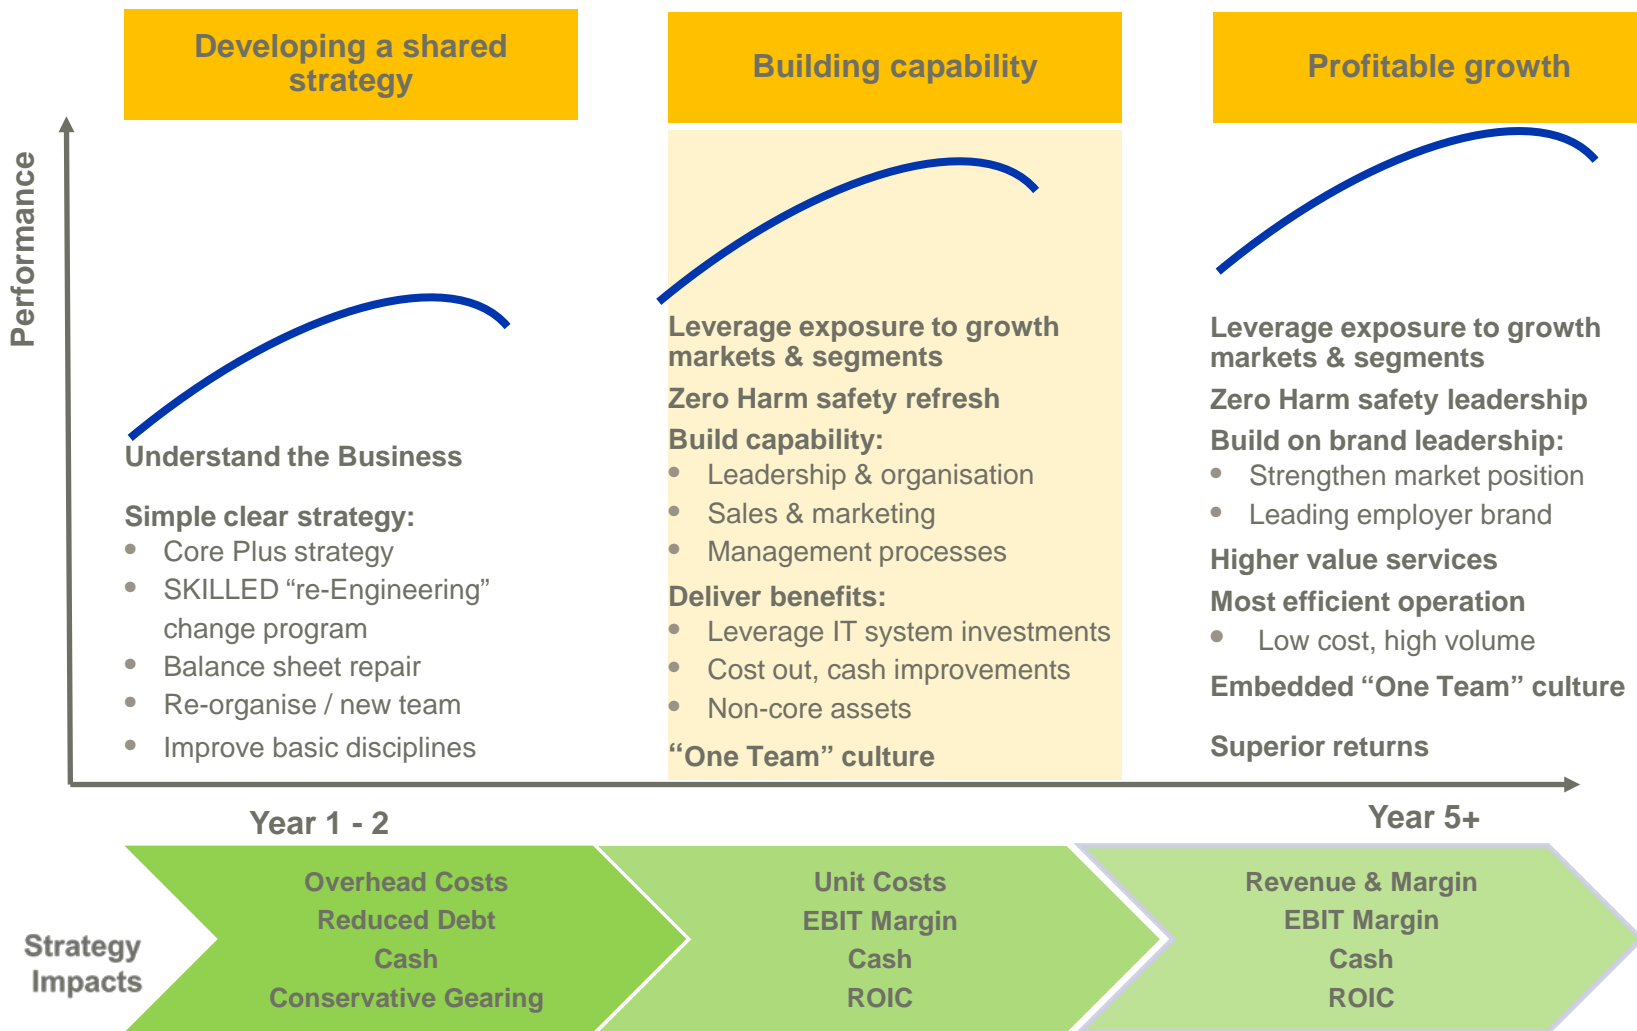 Developing a shared
strategy
Building capability
Profitable growth
Performance
Understand the Business
Simple clear strategy:
• Core Plus strategy
• SKILLED “re-Engineering”
change program
• Balance sheet repair
• Re-organise / new team
• Improve basic disciplines
Leverage exposure to growth
markets & segments
Zero Harm safety refresh
Build capability:
• Leadership & organisation
• Sales & marketing
• Management processes
Deliver benefits:
• Leverage IT system investments
• Cost out, cash improvements
• Non-core assets
“One Team” culture
Leverage exposure to growth
markets & segments
Zero Harm safety leadership
Build on brand leadership:
• Strengthen market position
• Leading employer brand
Higher value services
Most efficient operation
• Low cost, high volume
Embedded “One Team” culture
Superior returns
Year 1 - 2
Year 5+
Strategy
Impacts
Overhead Costs
Reduced Debt
Cash
Conservative Gearing
Unit Costs
EBIT Margin
Cash
ROIC
Revenue & Margin
EBIT Margin
Cash
ROIC